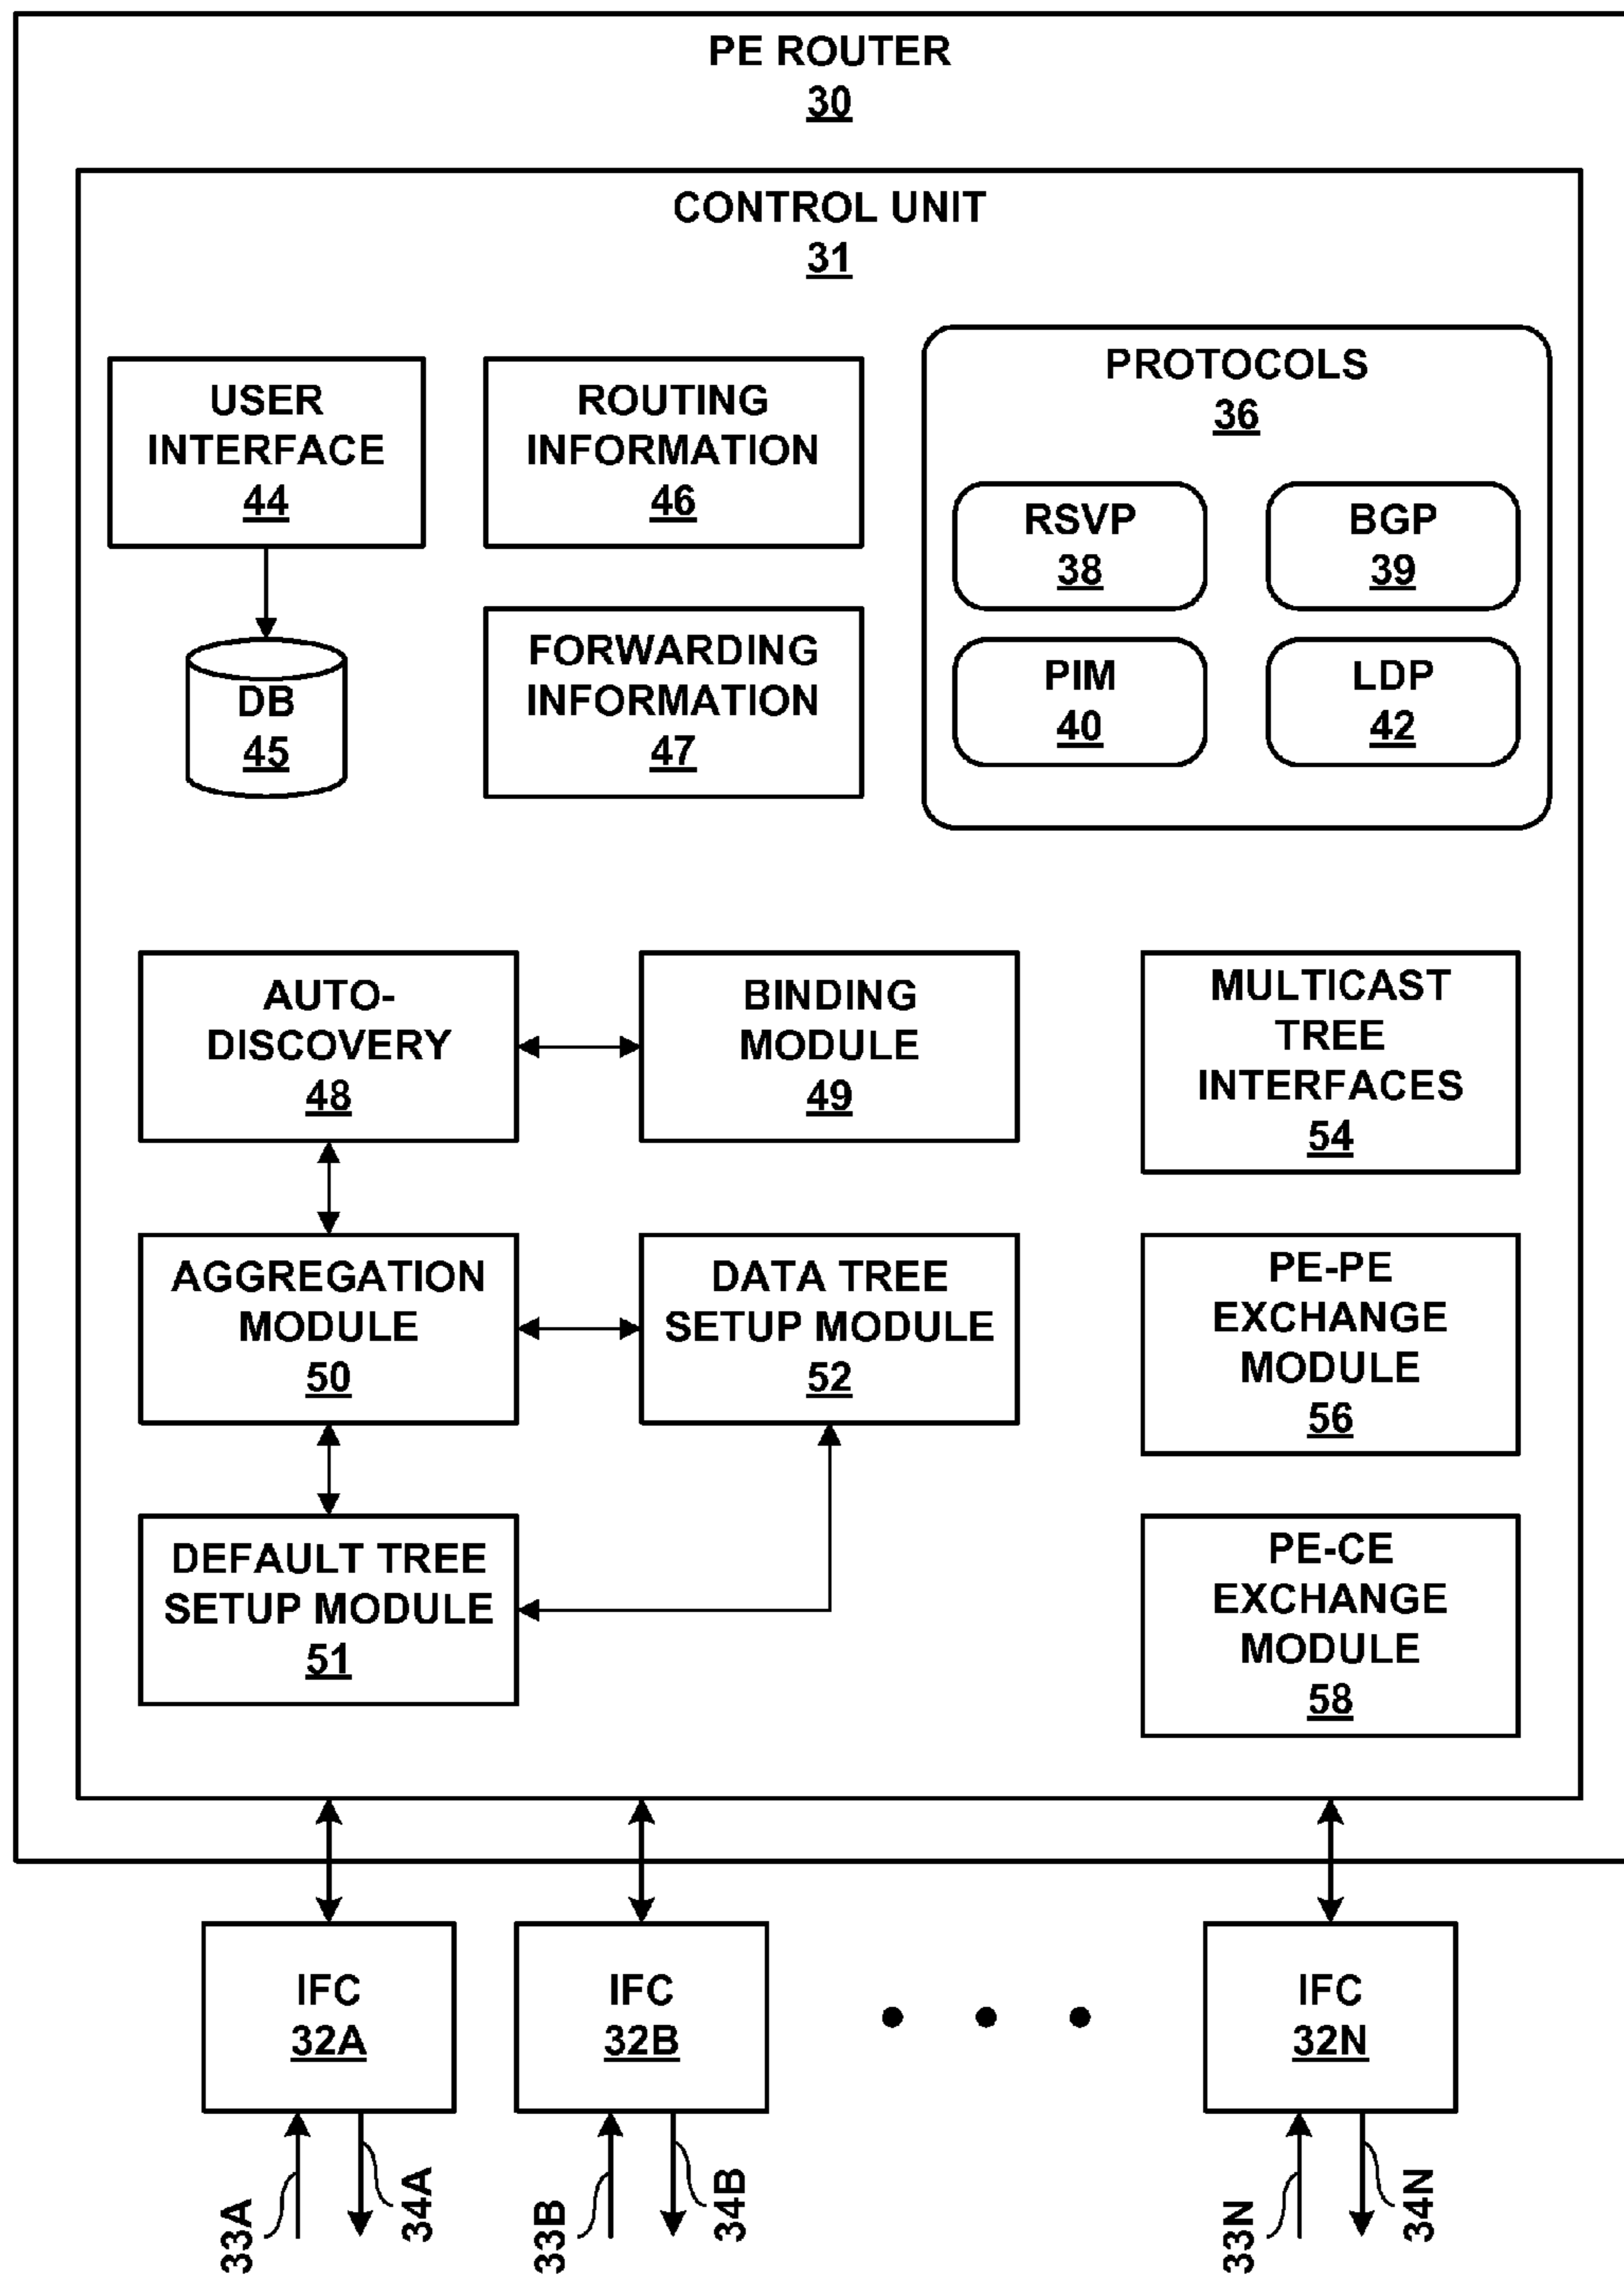 PE ROUTER
30
CONTROL UNIT
31
USER
INTERFACE
44
DB
45
ROUTING
INFORMATION
46
FORWARDING
INFORMATION
47
PROTOCOLS
36
RSVP
38
BGP
39
PIM
40
LDP
42
AUTO-
DISCOVERY
48
BINDING
MODULE
49
MULTICAST
TREE
INTERFACES
54
AGGREGATION
MODULE
50
DATA TREE
SETUP MODULE
52
PE-PE
EXCHANGE
MODULE
56
DEFAULT TREE
SETUP MODULE
51
PE-CE
EXCHANGE
MODULE
58
IFC
32A
IFC
32B
IFC
32N
33A
34A
33B
34B
33N
34N